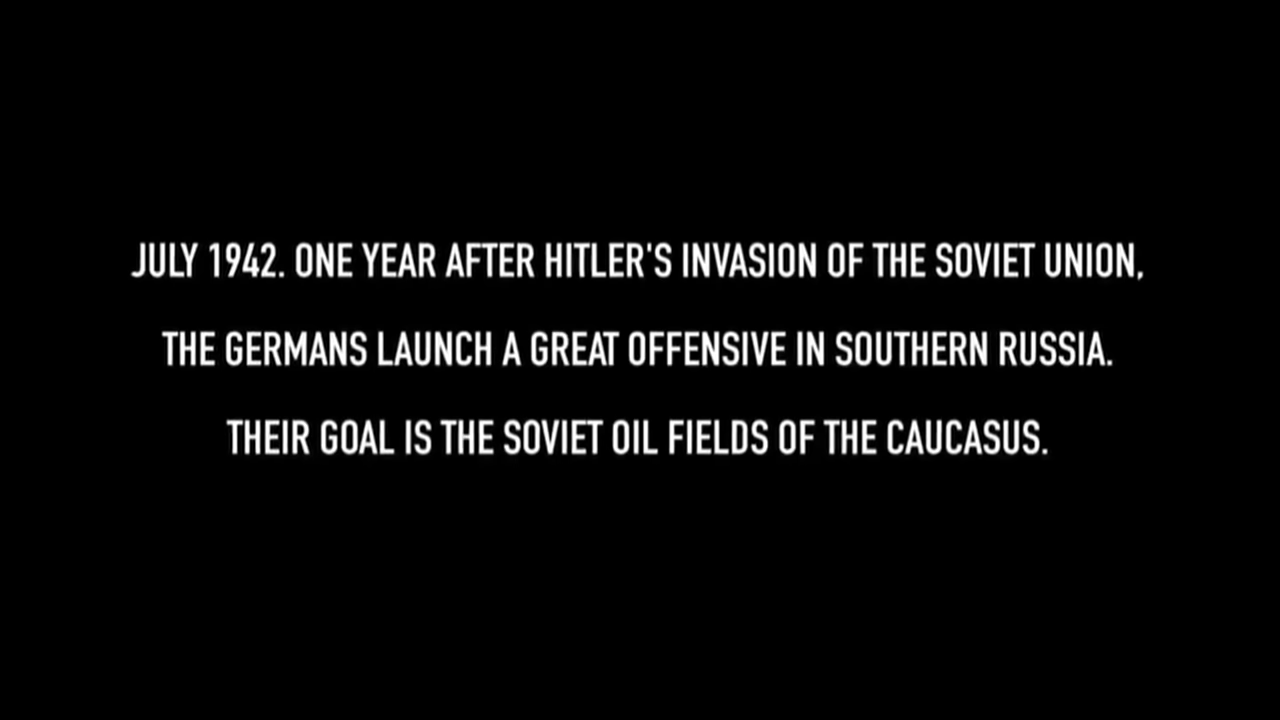 JULY 1942. ONE YEAR AFTER HITLER'S INVASION OF THE SOVIET UNION,
THE GERMANS LAUNCH A GREAT OFFENSIVE IN SOUTHERN RUSSIA.
THEIR GOAL IS THE SOVIET OIL FIELDS OF THE CAUCASUS.